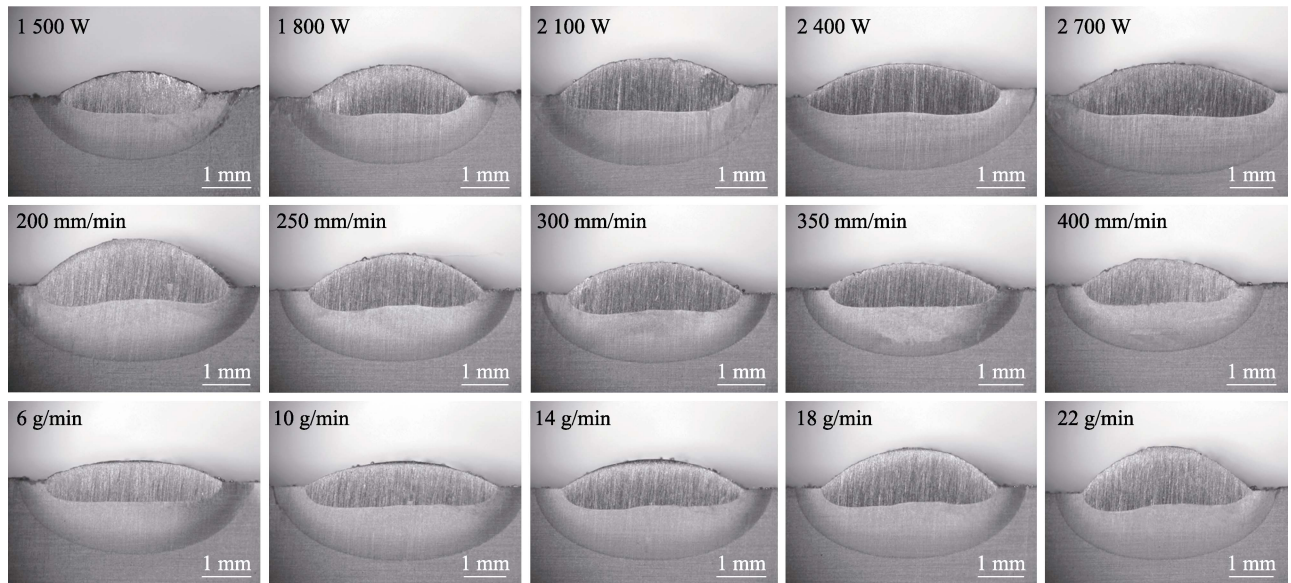 1 500 W
1 800 W
2 100 W
2 400 W
2 700 W
1 mm
1 mm
1 mm
1 mm
1 mm
200 mm/min
250 mm/min
300 mm/min
350 mm/min
400 mm/min
1 mm
1 mm
1 mm
1 mm
1 mm
6 g/min
10 g/min
14 g/min
18 g/min
22 g/min
1 mm
1 mm
1 mm
1 mm
1 mm